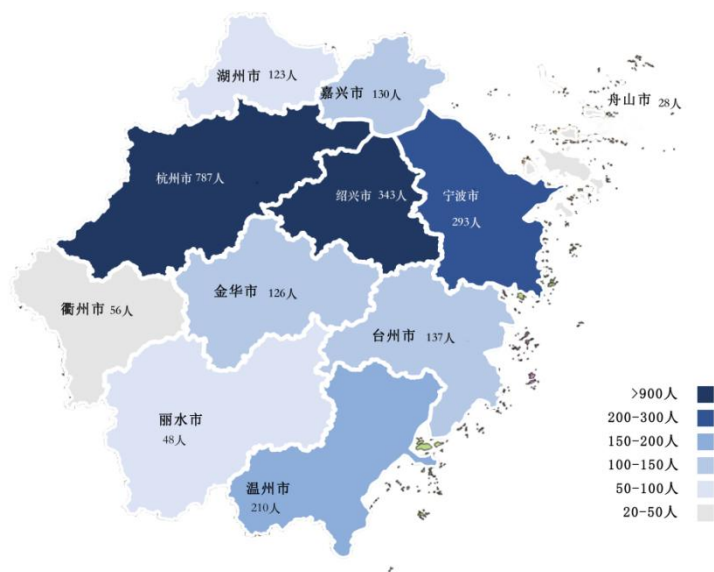 湖州市 123人
嘉兴市 130人
舟山市 28人
杭州市 787人
绍兴市 343人
宁波市
293人
金华市 126人
衢州市 56人
台州市 137人
丽水市
48人
温州市
210人
>900人
200-300人
150-200人
100-150人
50-100人
20-50人